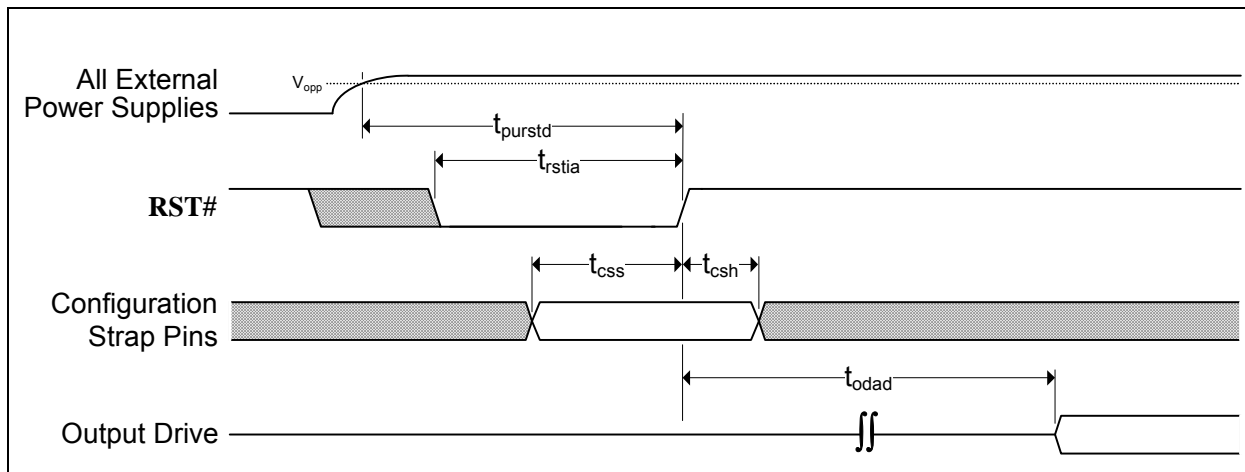 All External
Power Supplies
Vopp
tpurstd
trstia
RST#
tcss
tcsh
Configuration
Strap Pins
todad
Output Drive